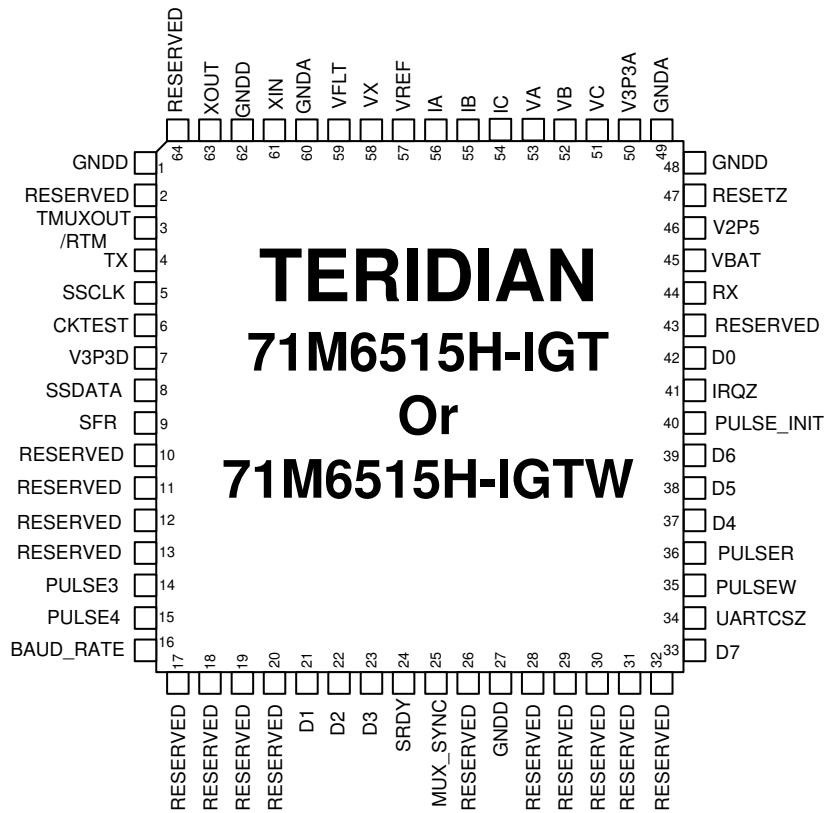 RESERVED
XOUT
GNDD
XIN
GNDA
VFLT
VX
VREF
IA
IB
IC
VA
VB
VC
V3P3A
GNDA
64
63
62
61
60
59
58
57
56
55
54
53
52
51
50
49
GNDD 1
RESERVED 2
TMUXOUT
/RTM 3
TX 4
SSCLK 5
CKTEST 6
V3P3D 7
SSDATA 8
SFR 9
RESERVED 10
RESERVED 11
RESERVED 12
RESERVED 13
PULSE3 14
PULSE4 15
BAUD_RATE 16
TERIDIAN
71M6515H-IGT
Or
71M6515H-IGTW
48 GNDD
47 RESETZ
46 V2P5
45 VBAT
44 RX
43 RESERVED
42 D0
41 IRQZ
40 PULSE_INIT
39 D6
38 D5
37 D4
36 PULSER
35 PULSEW
34 UARTCSZ
33 D7
17
18
19
20
21
22
23
24
25
26
27
28
29
30
31
32
RESERVED
RESERVED
RESERVED
RESERVED
D1
D2
D3
SRDY
MUX_SYNC
RESERVED
GNDD
RESERVED
RESERVED
RESERVED
RESERVED
RESERVED